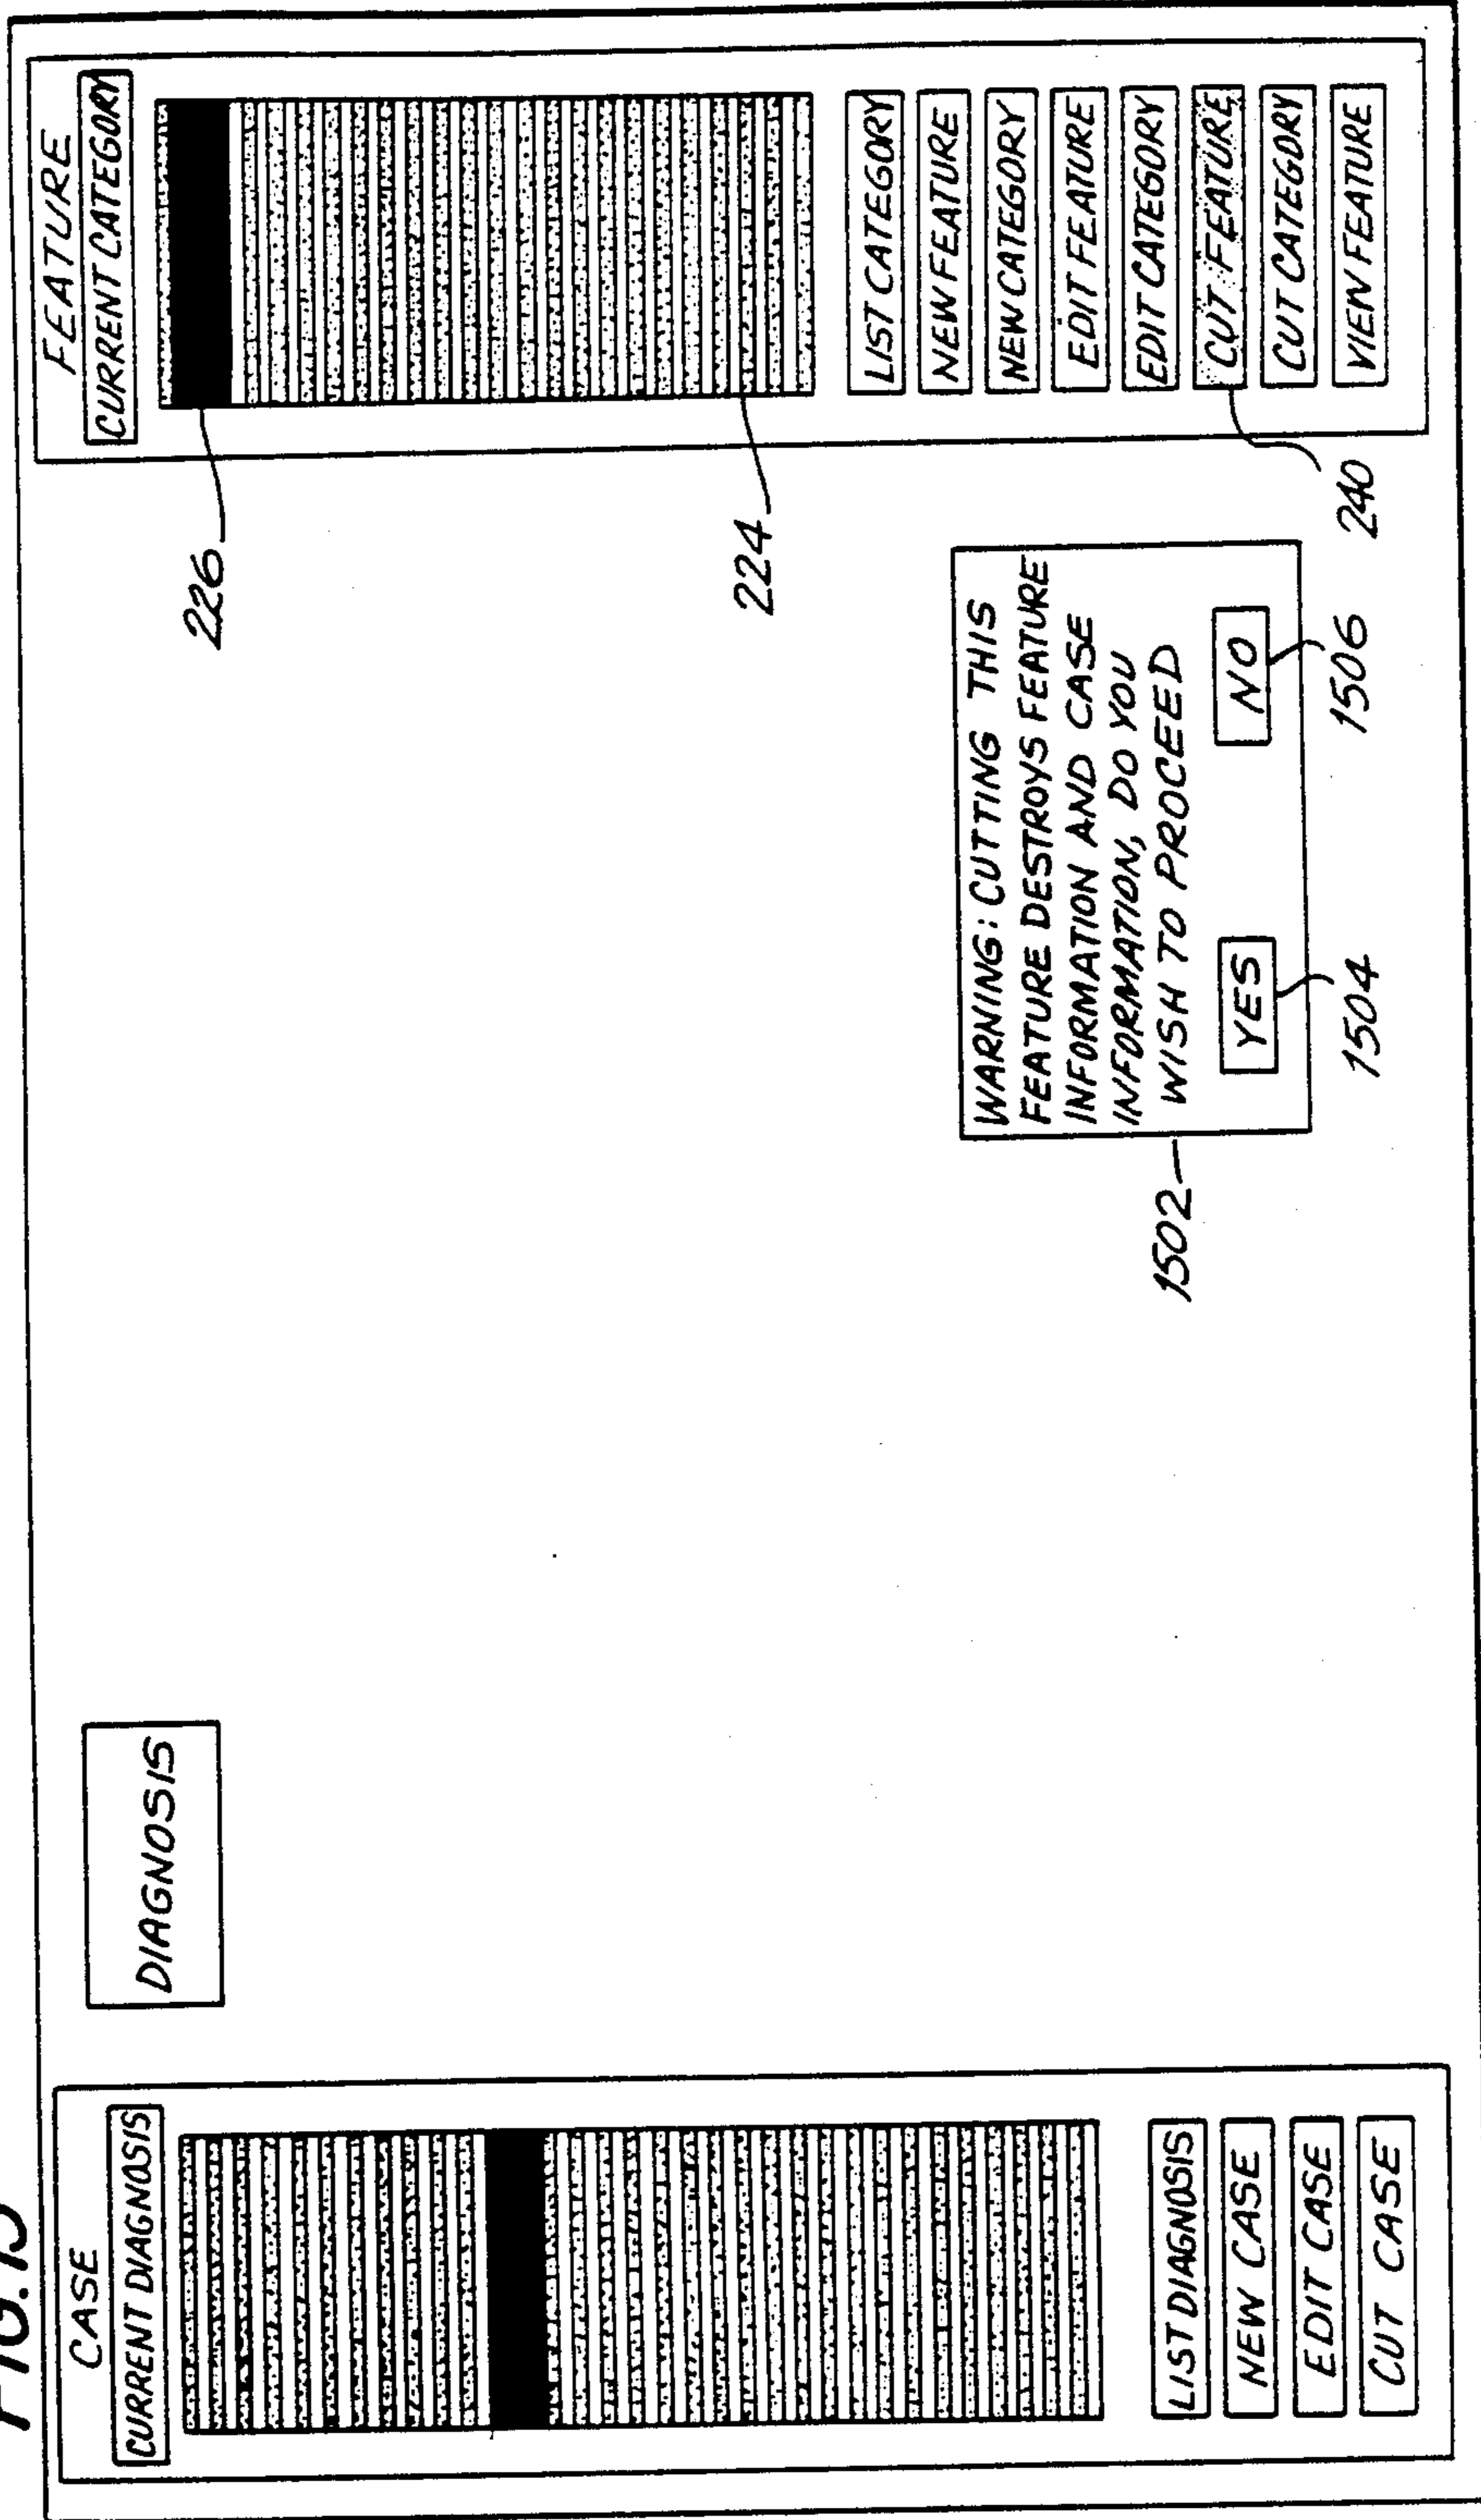 FIG. 15
CASE
CURRENT DIAGNOSIS
LIST DIAGNOSIS
NEW CASE
EDIT CASE
CUT CASE
DIAGNOSIS
WARNING: CUTTING THIS
FEATURE DESTROYS FEATURE
INFORMATION AND CASE
INFORMATION, DO YOU
WISH TO PROCEED
YES
NO
1502
1504
1506
FEATURE
CURRENT CATEGORY
226
224
LIST CATEGORY
NEW FEATURE
NEW CATEGORY
EDIT FEATURE
EDIT CATEGORY
CUT FEATURE
CUT CATEGORY
VIEW FEATURE
240